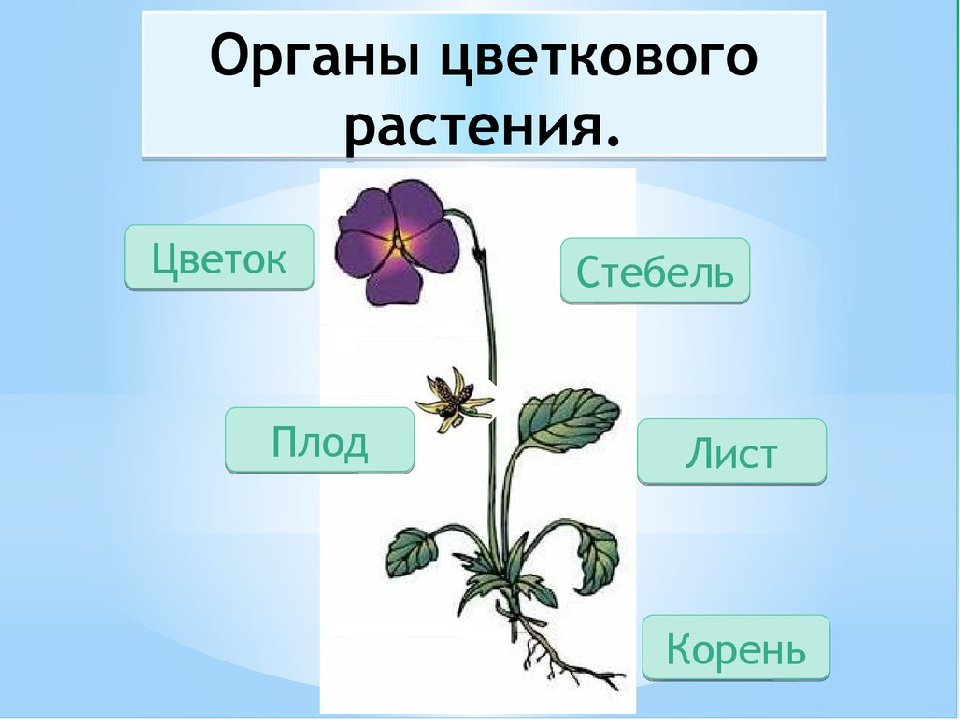 Органы цветкового
растения.
Цветок
Стебель
Плод
Лист
Корень